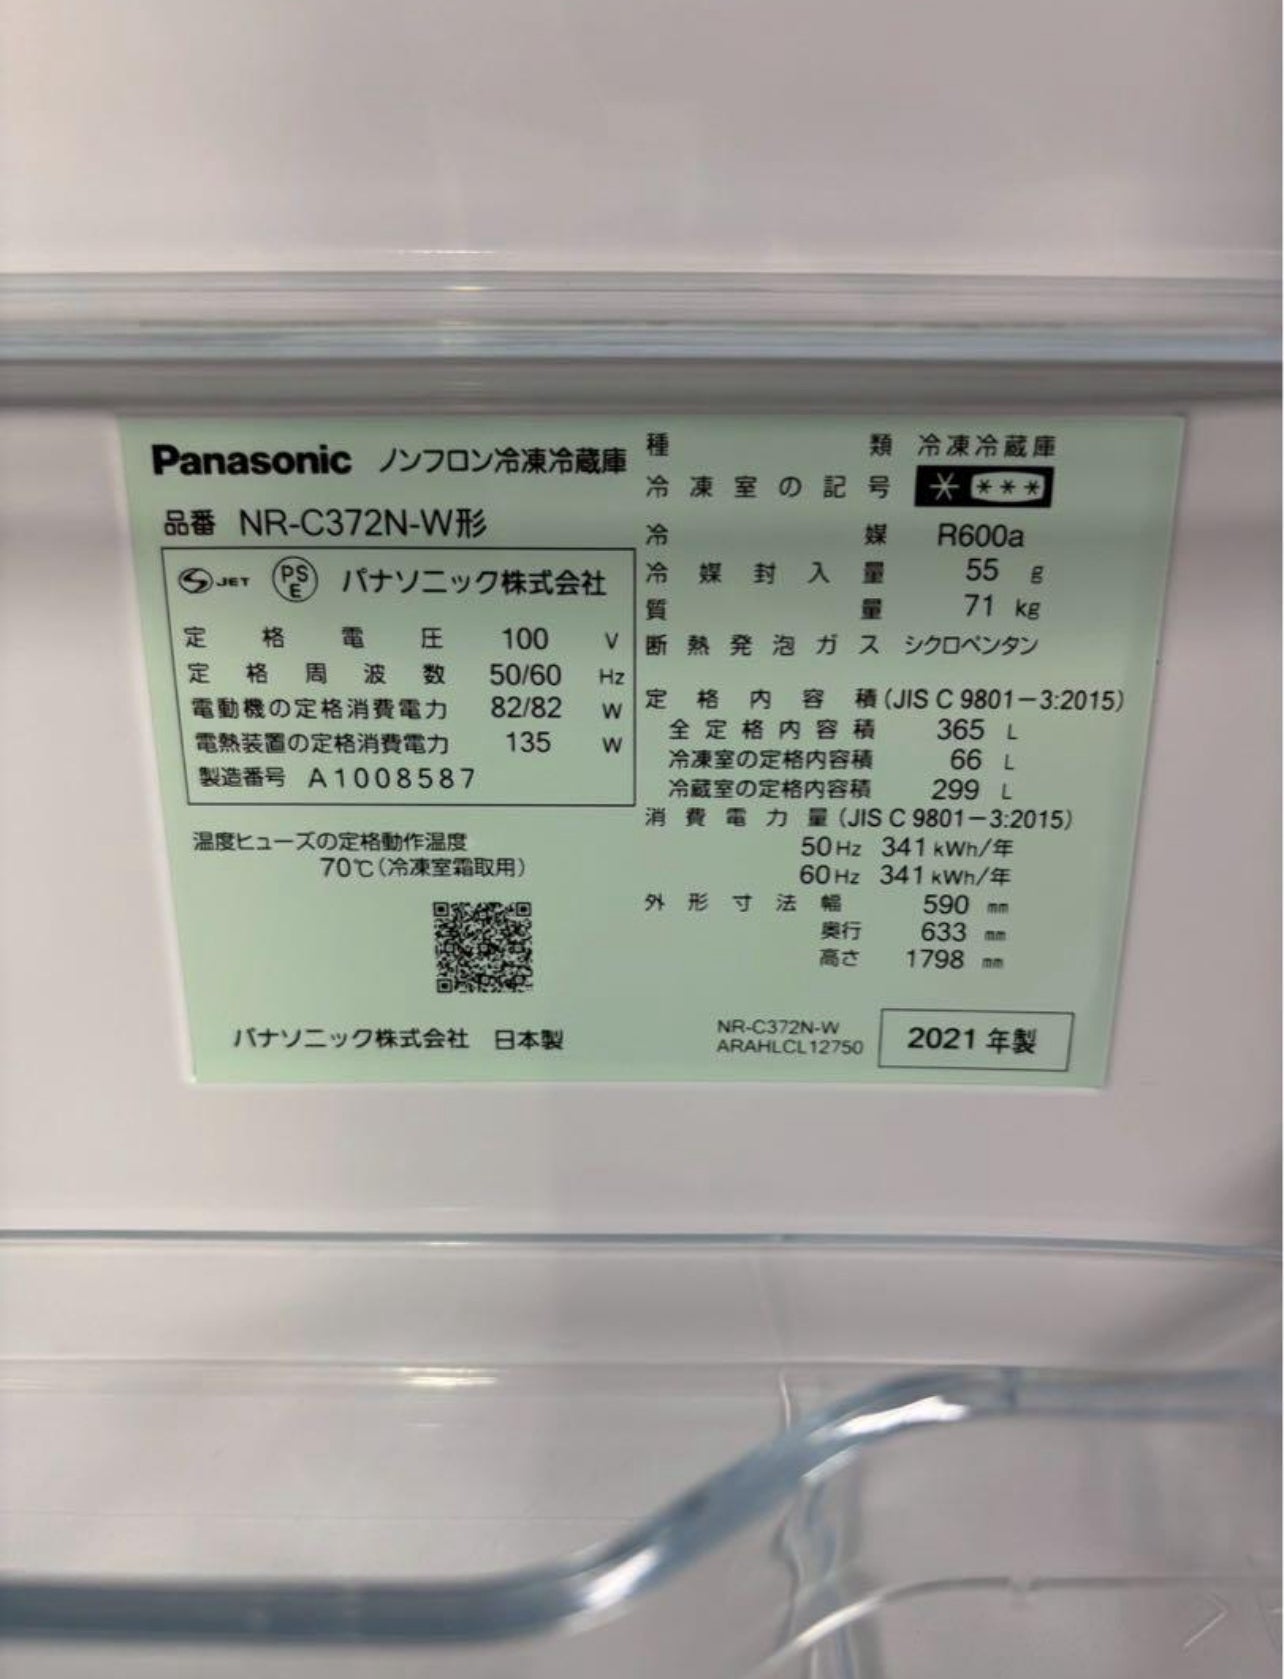 Panasonic ノンフロン冷凍冷蔵庫
品番 NR-C372N-W形
S JET PSE パナソニック株式会社
定格電圧 100 V
定格周波数 50/60 Hz
電動機の定格消費電力 82/82 W
電熱装置の定格消費電力 135 W
製造番号 A1008587
温度ヒューズの定格動作温度
70℃(冷凍室霜取用)
パナソニック株式会社 日本製
種類 冷凍冷蔵庫
冷凍室の記号 * ***
冷媒 R600a
冷媒封入量 55 g
質量 71 kg
断熱発泡ガス シクロペンタン
定格内容積(JIS C 9801-3:2015)
全定格内容積 365 L
冷凍室の定格内容積 66 L
冷蔵室の定格内容積 299 L
消費電力量(JIS C 9801-3:2015)
50Hz 341kWh/年
60Hz 341kWh/年
外形寸法 幅 590 mm
奥行 633 mm
高さ 1798 mm
NR-C372N-W
ARAHLCL12750
2021年製